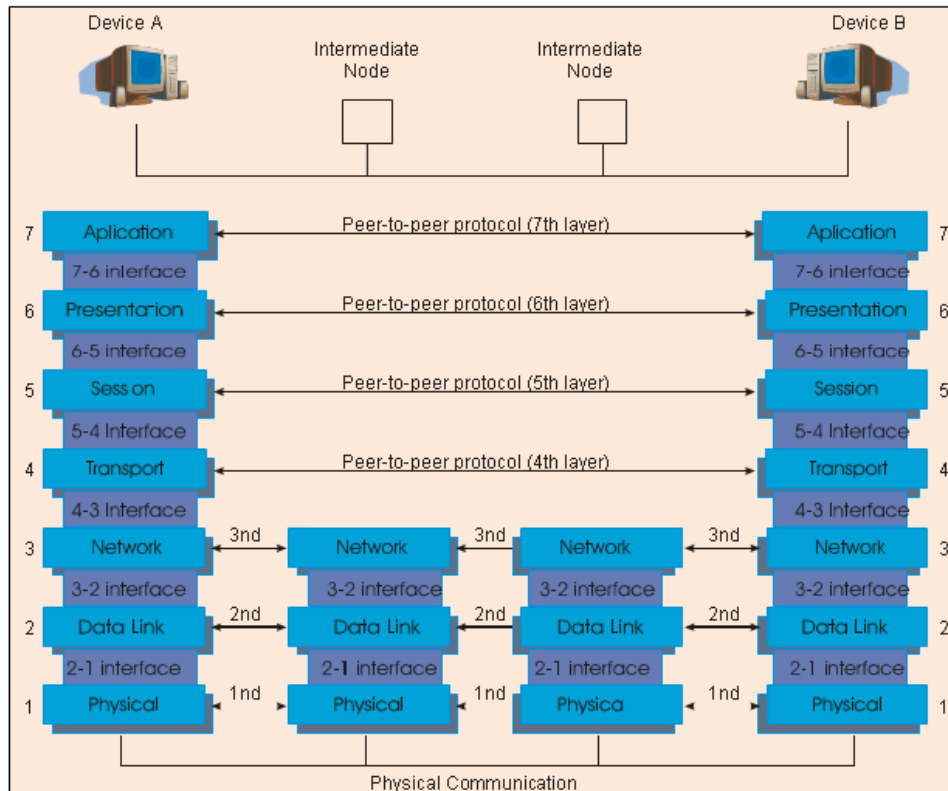 Device A
Device B
Intermediate
Node
Intermediate
Node
7 Aplication Peer-to-peer protocol (7th layer) Aplication 7
7-6 inlerface 7-6 inlerface
6 Presentation Peer-to-peer protocol (6th layer) Presentation 6
6-5 interface 6-5 interface
5 Sess on Peer-to-peer protocol (5th layer) Session 5
5-4 Interface 5-4 Interface
4 Transport Peer-to-peer protocol (4th layer) Transport 4
4-3 Interface 4-3 Interface
3 Network 3nd Network 3nd Network 3nd Network 3
3-2 interface 3-2 interface 3-2 interface 3-2 interface
2 Data Link 2nd Data Link 2nd Data Link 2nd Data Link 2
2-1 interface 2-1 interface 2-1 interface 2-1 interface
1 Physical 1nd Physical 1nd Physica 1nd Physical 1
Physical Communication